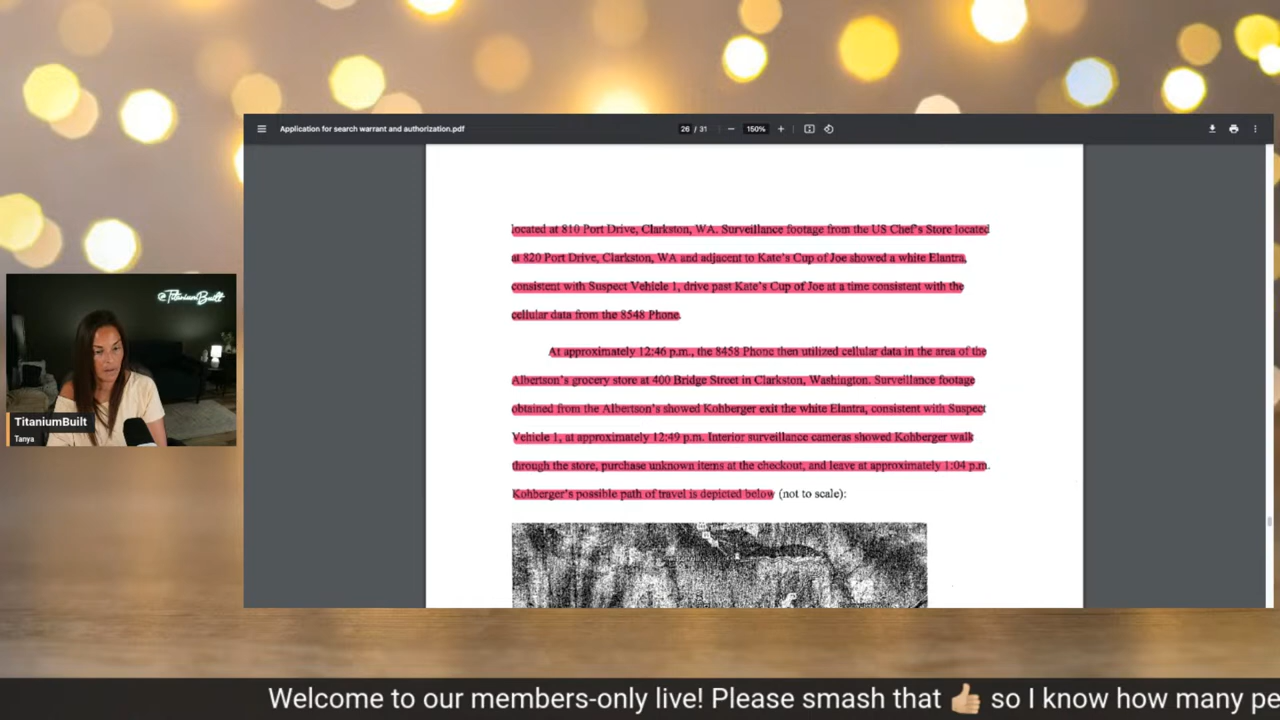 Application for search warrant and authorization.pdf
26 / 31
150%
located at 810 Port Drive, Clarkston, WA. Surveillance footage from the US Chef's Store located
at 820 Port Drive, Clarkston, WA and adjacent to Kate's Cup of Joe showed a white Elantra,
consistent with Suspect Vehicle 1, drive past Kate's Cup of Joe at a time consistent with the
cellular data from the 8548 Phone.
At approximately 12:46 p.m., the 8458 Phone then utilized cellular data in the area of the
Albertson's grocery store at 400 Bridge Street in Clarkston, Washington. Surveillance footage
obtained from the Albertson's showed Kohberger exit the white Elantra, consistent with Suspect
Vehicle 1, at approximately 12:49 p.m. Interior surveillance cameras showed Kohberger walk
through the store, purchase unknown items at the checkout, and leave at approximately 1:04 p.m.
Kohberger's possible path of travel is depicted below (not to scale):
@TitaniumBuilt
TitaniumBuilt
Tanya
Welcome to our members-only live! Please smash that 👍🏼 so I know how many pe